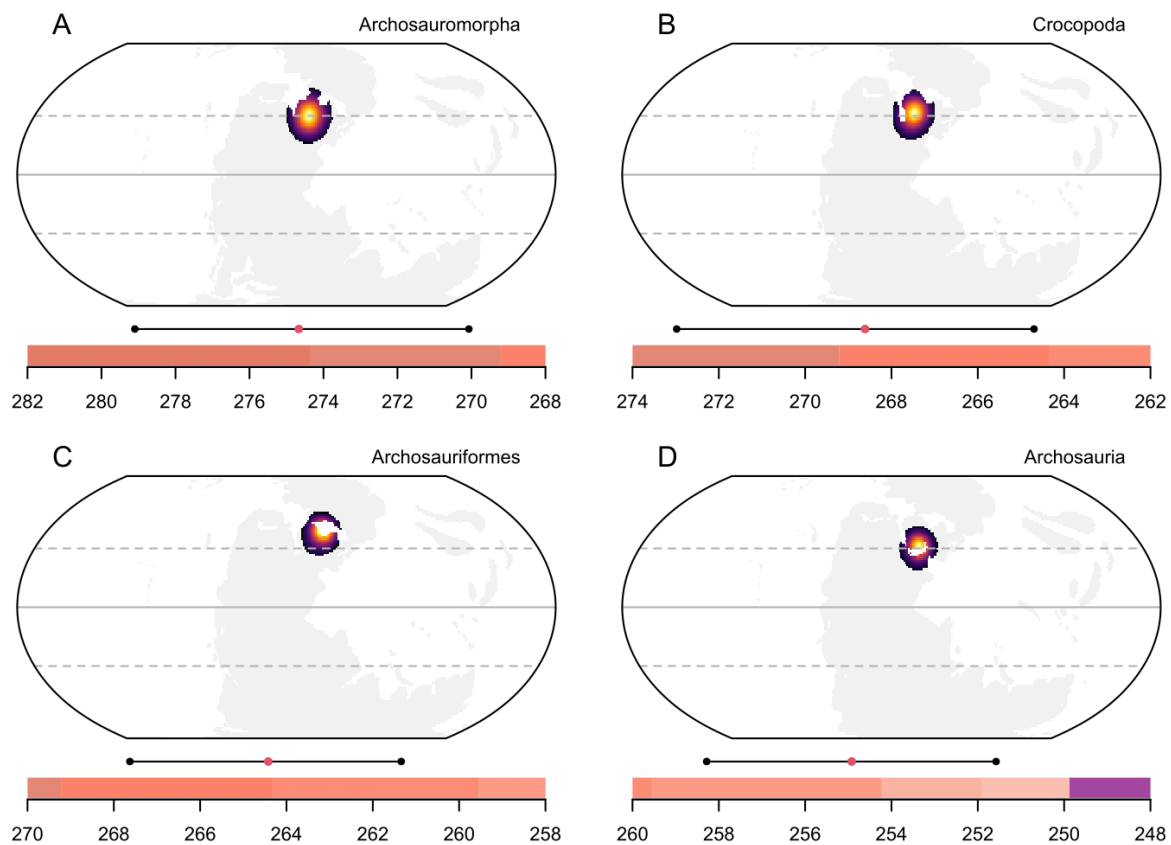 A Archosauromorpha
282 280 278 276 274 272 270 268
B Crocopoda
274 272 270 268 266 264 262
C Archosauriformes
270 268 266 264 262 260 258
D Archosauria
260 258 256 254 252 250 248